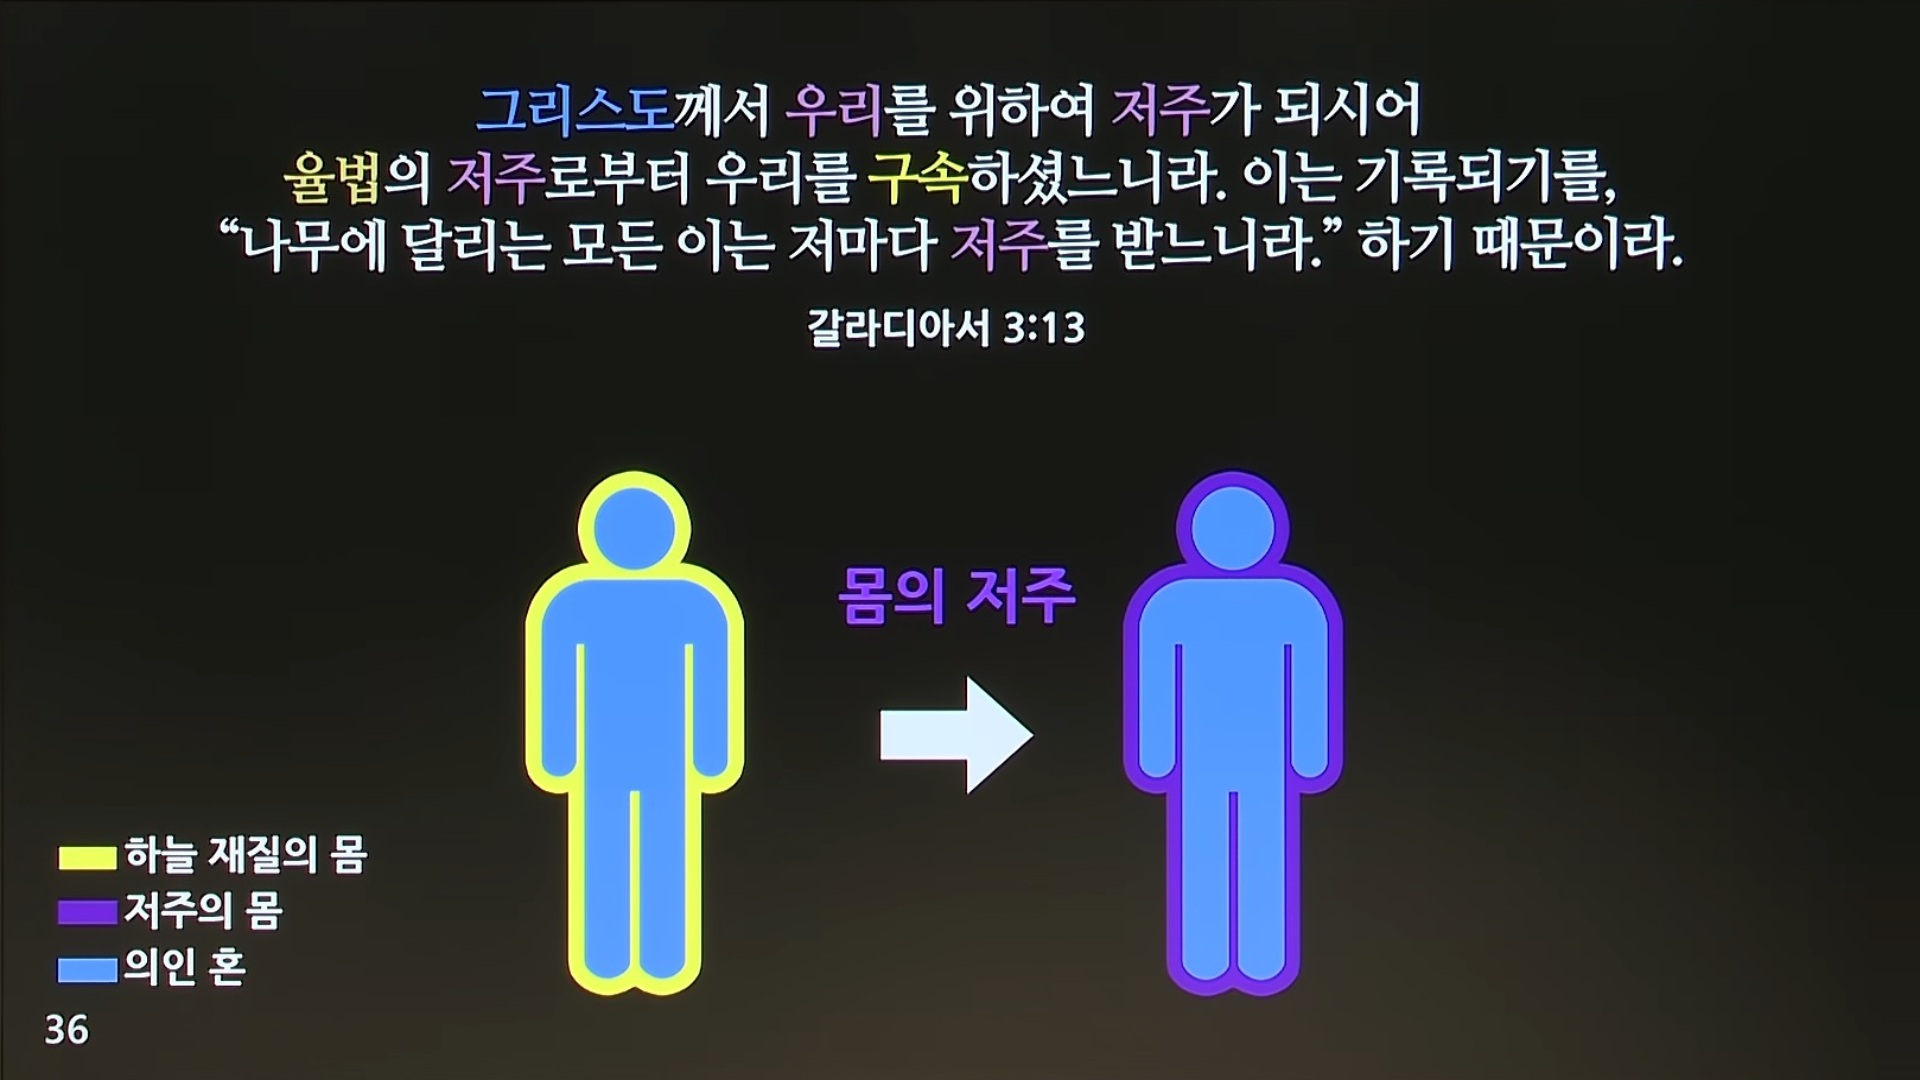 그리스도께서 우리를 위하여 저주가 되시어
율법의 저주로부터 우리를 구속하셨느니라. 이는 기록되기를,
“나무에 달리는 모든 이는 저마다 저주를 받느니라.” 하기 때문이라.
갈라디아서 3:13
몸의 저주
하늘 재질의 몸
저주의 몸
의인 혼
36